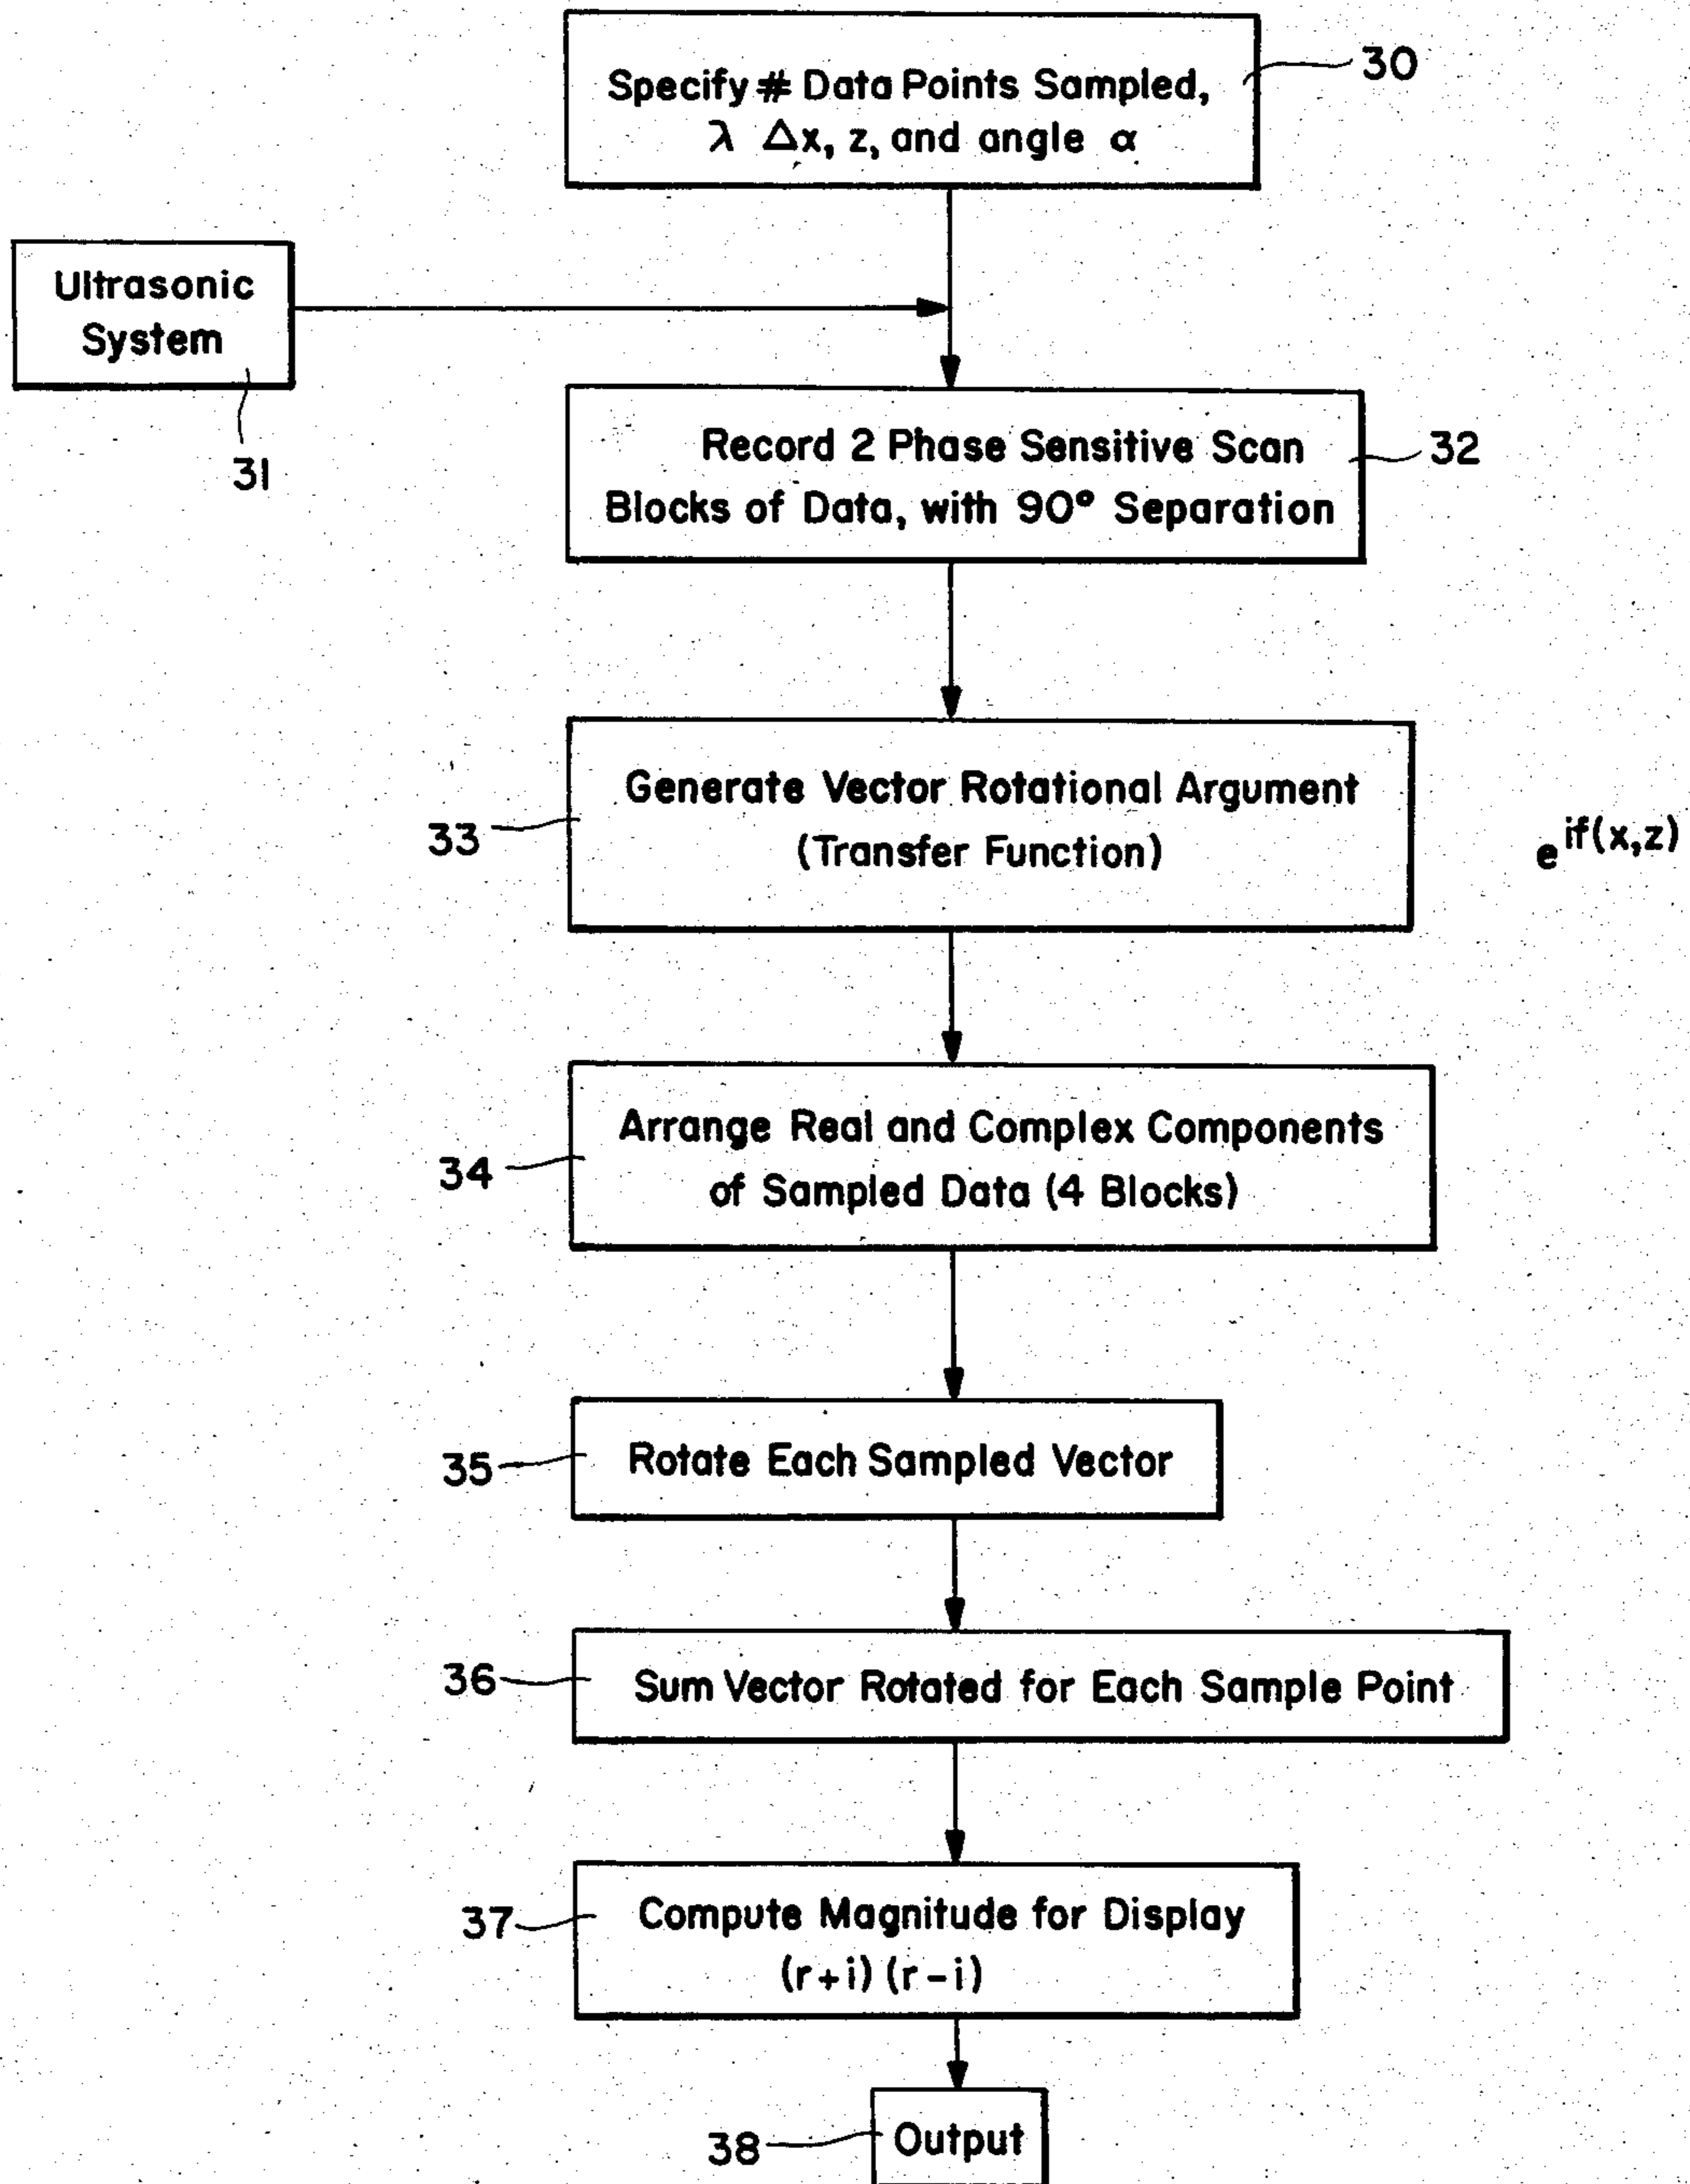 Specify # Data Points Sampled,
λ Δx, z, and angle α
30
Ultrasonic
System
31
Record 2 Phase Sensitive Scan
Blocks of Data, with 90° Separation
32
Generate Vector Rotational Argument
(Transfer Function)
33
e^if(x,z)
Arrange Real and Complex Components
of Sampled Data (4 Blocks)
34
35
Rotate Each Sampled Vector
36
Sum Vector Rotated for Each Sample Point
37
Compute Magnitude for Display
(r+i) (r-i)
38
Output